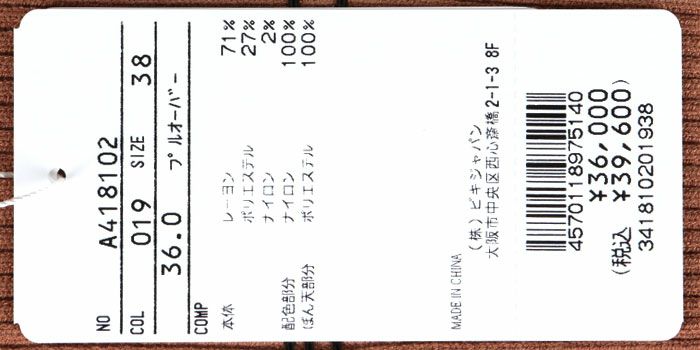 NO A418102
COL 019 SIZE 38
36.0 プルオーバー
COMP
本体 レーヨン 71%
ポリエステル 27%
ナイロン 2%
配色部分 ナイロン 100%
ぽん天部分 ポリエステル 100%
MADE IN CHINA
(株)ビキジャパン
大阪市中央区西心斎橋2-1-3 8F
4570118975140
¥36,000
(税込 ¥39,600)
341810201938